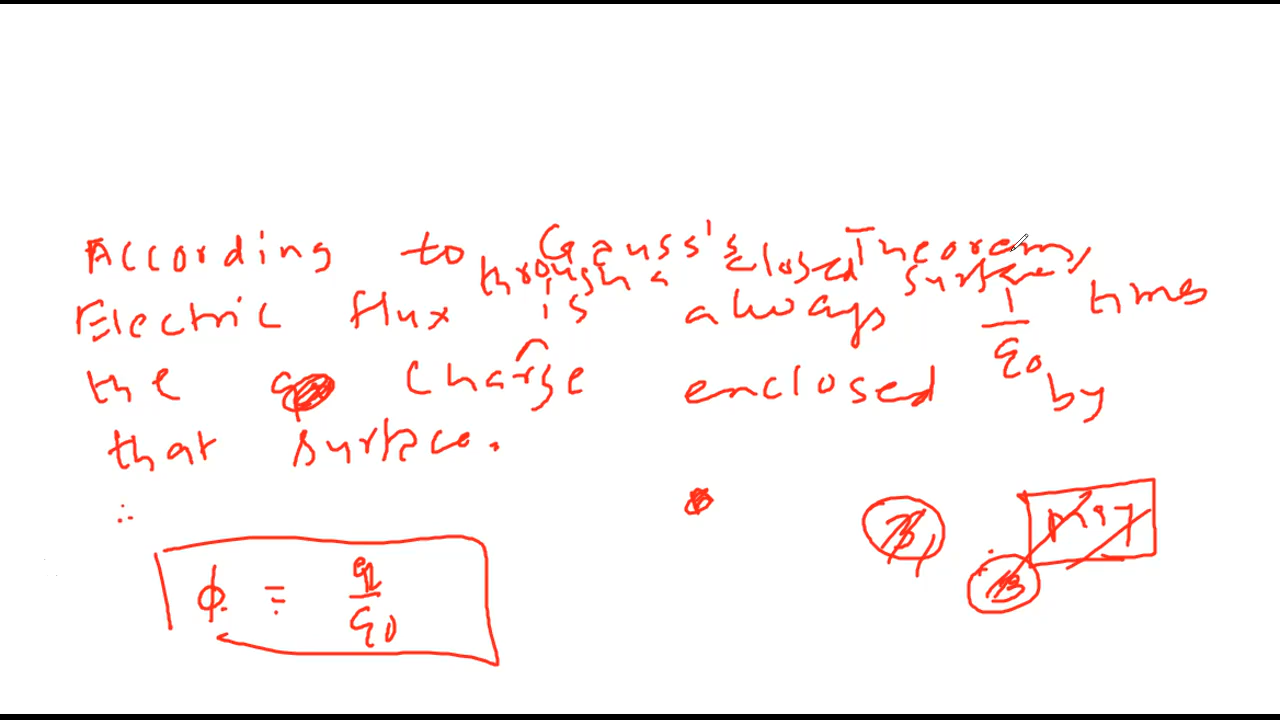 According to Gauss's Theorem,
through a closed surface
Electric flux is always 1/ε0 times
the charge enclosed by
that surface.
∴
ϕ = q/ε0